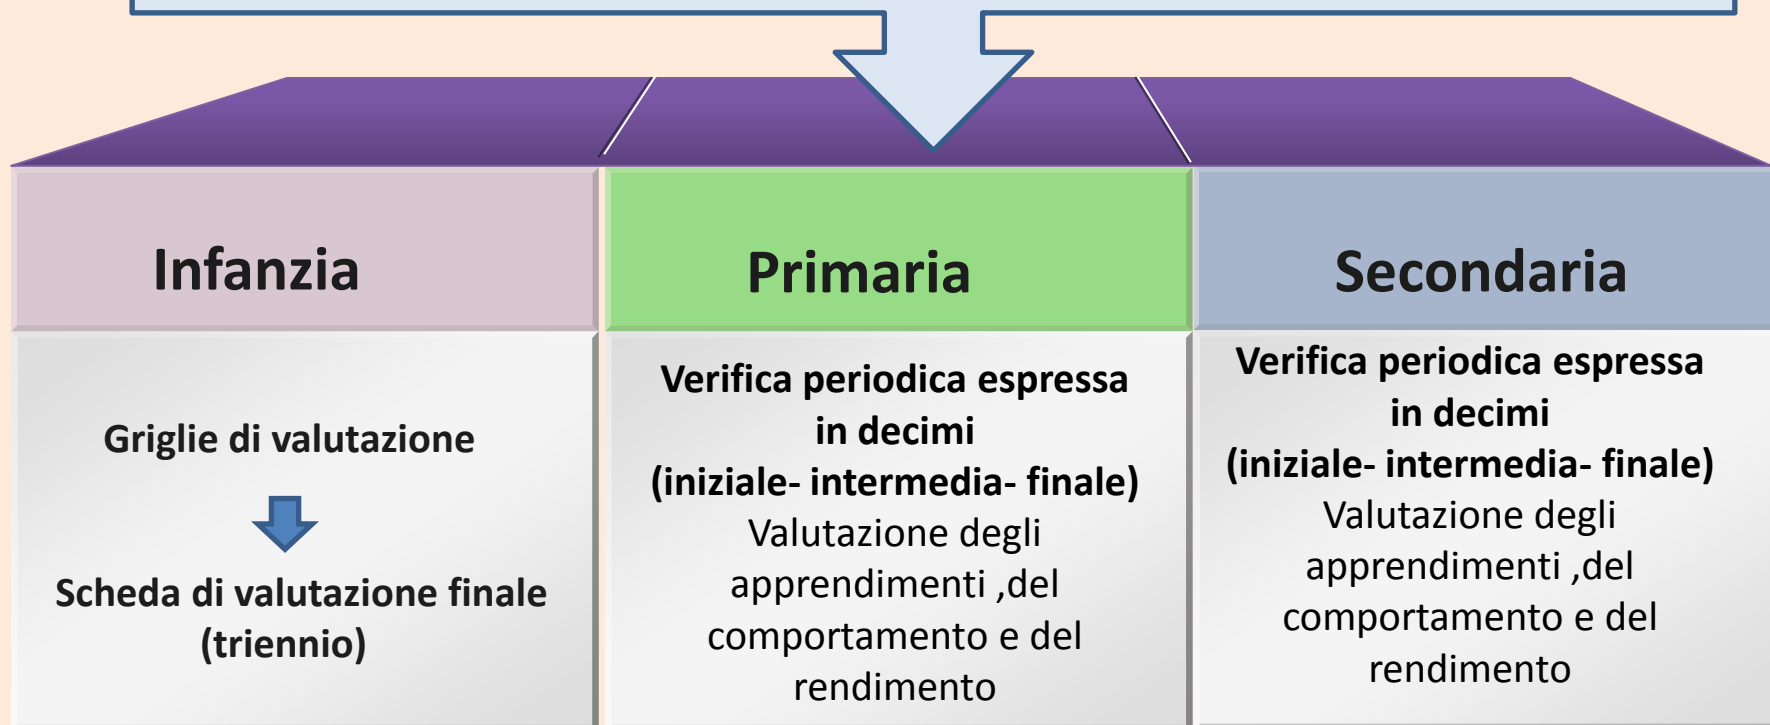 Infanzia
Griglie di valutazione
Scheda di valutazione finale
(triennio)
Primaria
Verifica periodica espressa
in decimi
(iniziale- intermedia- finale)
Valutazione degli
apprendimenti ,del
comportamento e del
rendimento
Secondaria
Verifica periodica espressa
in decimi
(iniziale- intermedia- finale)
Valutazione degli
apprendimenti ,del
comportamento e del
rendimento